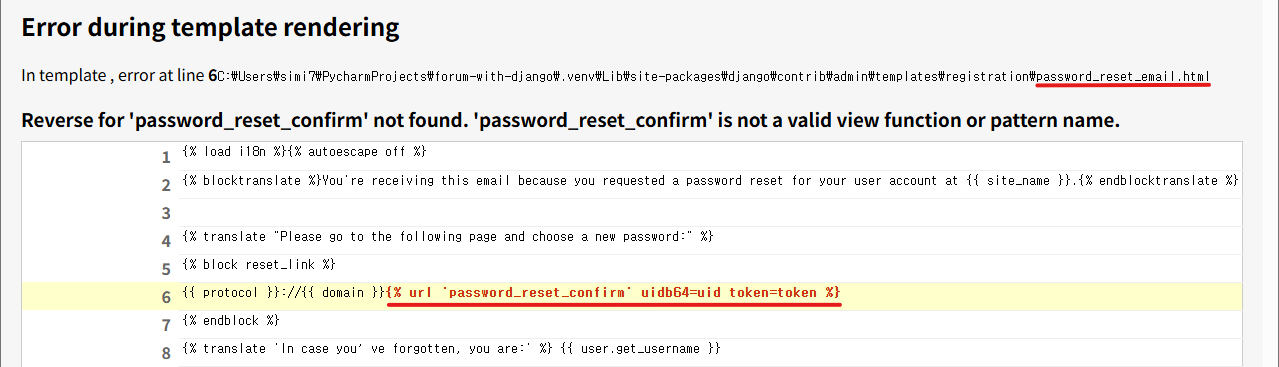 Error during template rendering
In template , error at line 6C:₩Users₩simi7₩PycharmProjects₩forum-with-django₩.venv₩Lib₩site-packages₩django₩contrib₩admin₩templates₩registration₩password_reset_email.html
Reverse for 'password_reset_confirm' not found. 'password_reset_confirm' is not a valid view function or pattern name.
1 {% load i18n %}{% autoescape off %}
2 {% blocktranslate %}You're receiving this email because you requested a password reset for your user account at {{ site_name }}.{% endblocktranslate %}
3
4 {% translate "Please go to the following page and choose a new password:" %}
5 {% block reset_link %}
6 {{ protocol }}://{{ domain }}{% url 'password_reset_confirm' uidb64=uid token=token %}
7 {% endblock %}
8 {% translate 'In case you’ve forgotten, you are:' %} {{ user.get_username }}